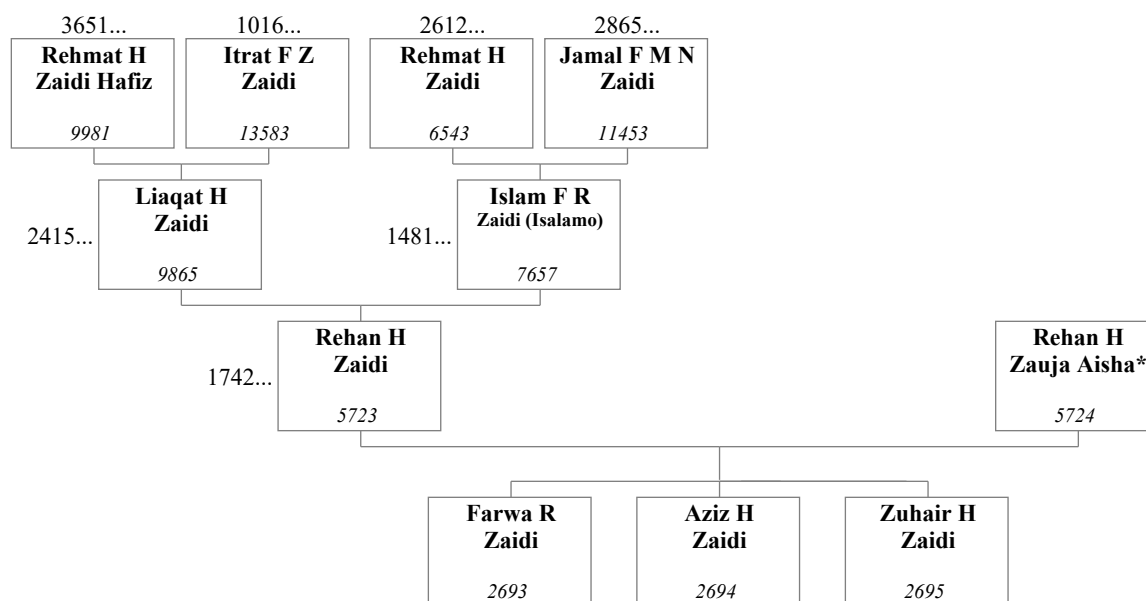 3651... 1016... 2612... 2865...
Rehmat H Itrat F Z Rehmat H Jamal F M N
Zaidi Hafiz Zaidi Zaidi Zaidi
9981 13583 6543 11453
Liaqat H Islam F R
Zaidi Zaidi (Isalamo)
2415... 1481...
9865 7657
Rehan H Rehan H
Zaidi Zauja Aisha*
1742...
5723 5724
Farwa R Aziz H Zuhair H
Zaidi Zaidi Zaidi
2693 2694 2695